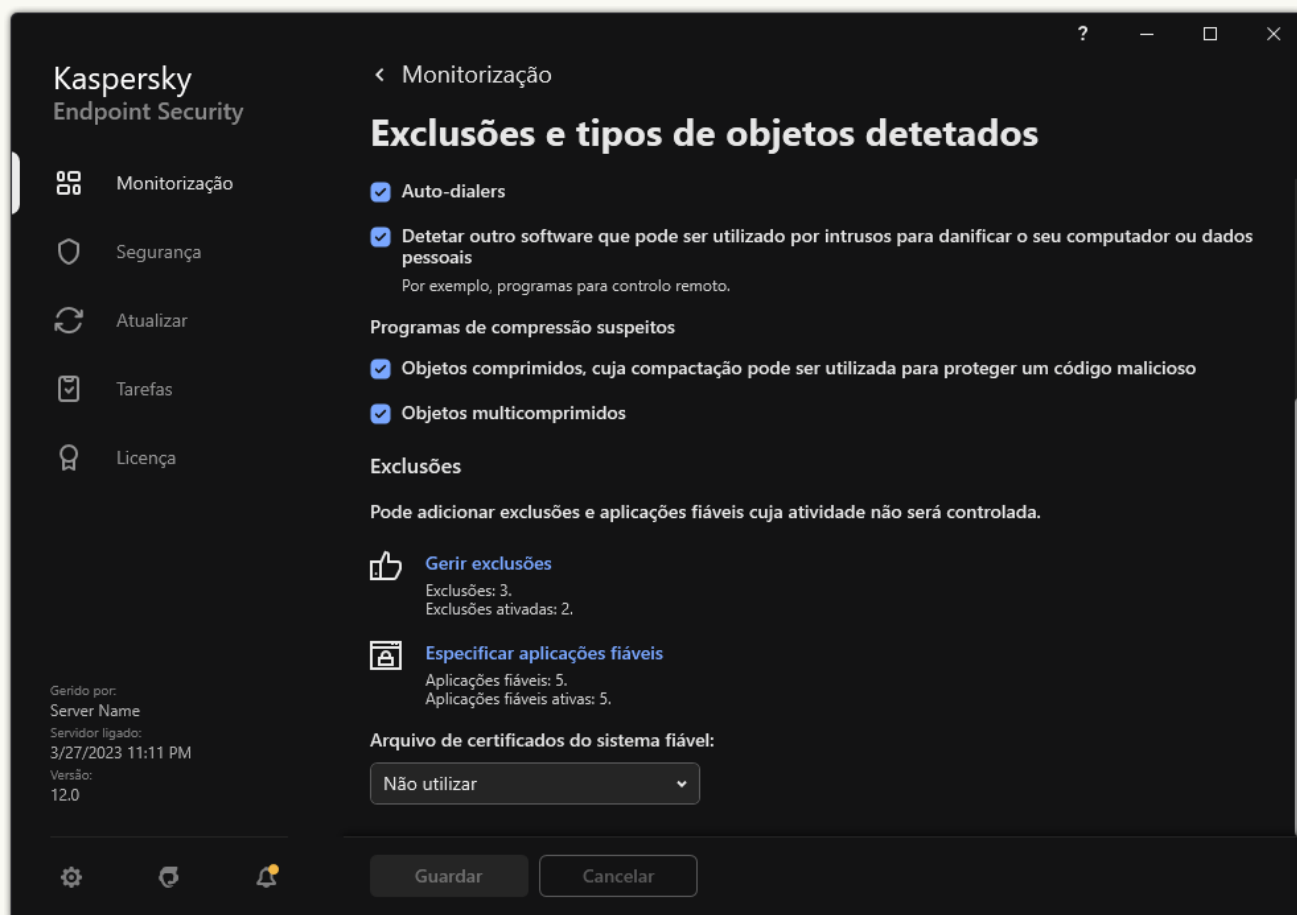 ?
Kaspersky
Endpoint Security
Monitorização
Segurança
Atualizar
Tarefas
Licença
Gerido por:
Server Name
Servidor ligado:
3/27/2023 11:11 PM
Versão:
12.0
Monitorização
Exclusões e tipos de objetos detetados
Auto-dialers
Detetar outro software que pode ser utilizado por intrusos para danificar o seu computador ou dados
pessoais
Por exemplo, programas para controlo remoto.
Programas de compressão suspeitos
Objetos comprimidos, cuja compactação pode ser utilizada para proteger um código malicioso
Objetos multicomprimidos
Exclusões
Pode adicionar exclusões e aplicações fiáveis cuja atividade não será controlada.
Gerir exclusões
Exclusões: 3.
Exclusões ativadas: 2.
Especificar aplicações fiáveis
Aplicações fiáveis: 5.
Aplicações fiáveis ativas: 5.
Arquivo de certificados do sistema fiável:
Não utilizar
Guardar
Cancelar